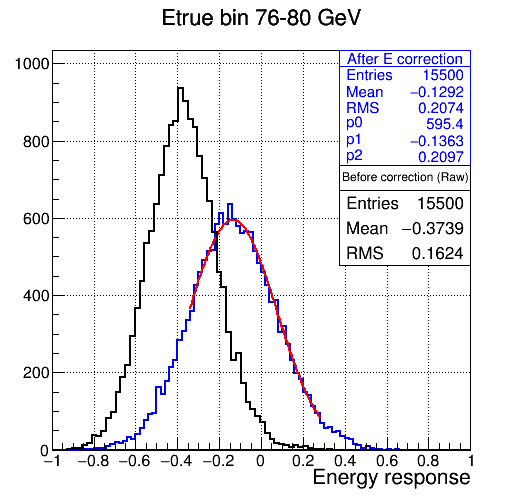 Etrue bin 76-80 GeV
After E correction
Entries 15500
Mean −0.1292
RMS 0.2074
p0 595.4
p1 −0.1363
p2 0.2097
Before correction (Raw)
Entries 15500
Mean −0.3739
RMS 0.1624
1000
800
600
400
200
0
−1 −0.8 −0.6 −0.4 −0.2 0 0.2 0.4 0.6 0.8 1
Energy response